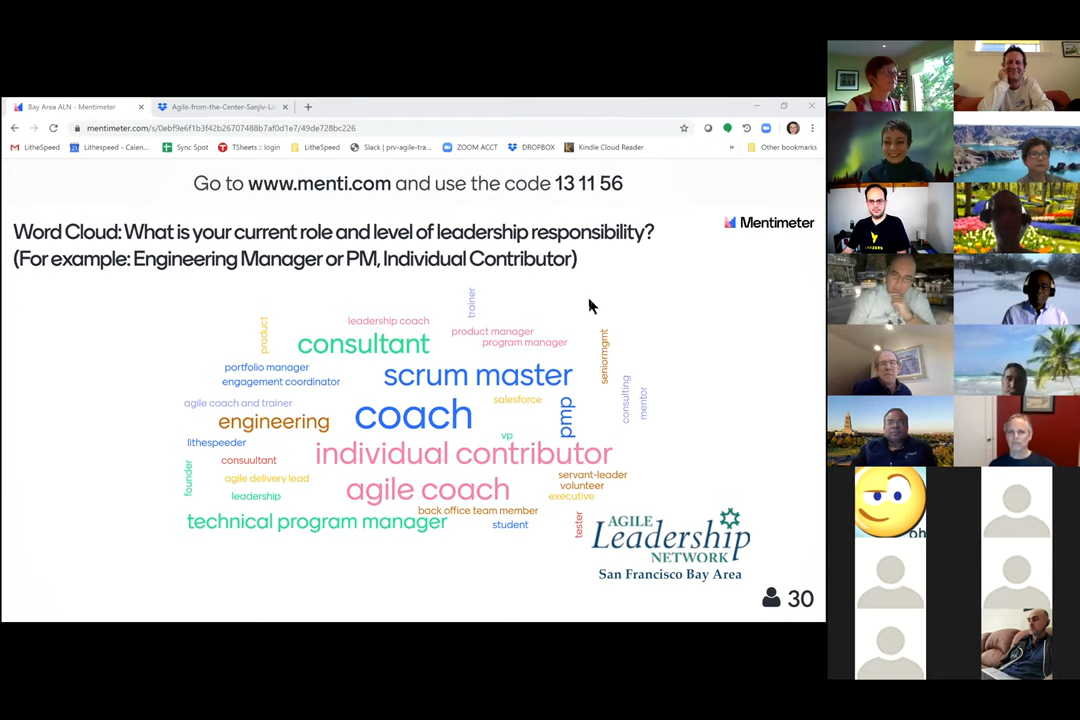 Bay Area ALN - Mentimeter
Agile-from-the-Center-Sanjiv-Lis
mentimeter.com/s/0ebf9e6f1b3f42b26707488b7af0d1e7/49de728bc226
LitheSpeed
Lithespeed - Calen...
Sync Spot
TSheets :: login
LitheSpeed
Slack | prv-agile-tra...
ZOOM ACCT
DROPBOX
Kindle Cloud Reader
»
Other bookmarks
Go to www.menti.com and use the code 13 11 56
Word Cloud: What is your current role and level of leadership responsibility?
(For example: Engineering Manager or PM, Individual Contributor)
Mentimeter
trainer
product
leadership coach
consultant
product manager
program manager
seniormgmt
portfolio manager
engagement coordinator
scrum master
consulting
mentor
agile coach and trainer
salesforce
engineering
coach
pmp
vp
lithespeeder
individual contributor
founder
consuultant
servant-leader
agile delivery lead
agile coach
volunteer
leadership
executive
back office team member
technical program manager
student
tester
AGILE
Leadership
NETWORK
San Francisco Bay Area
30